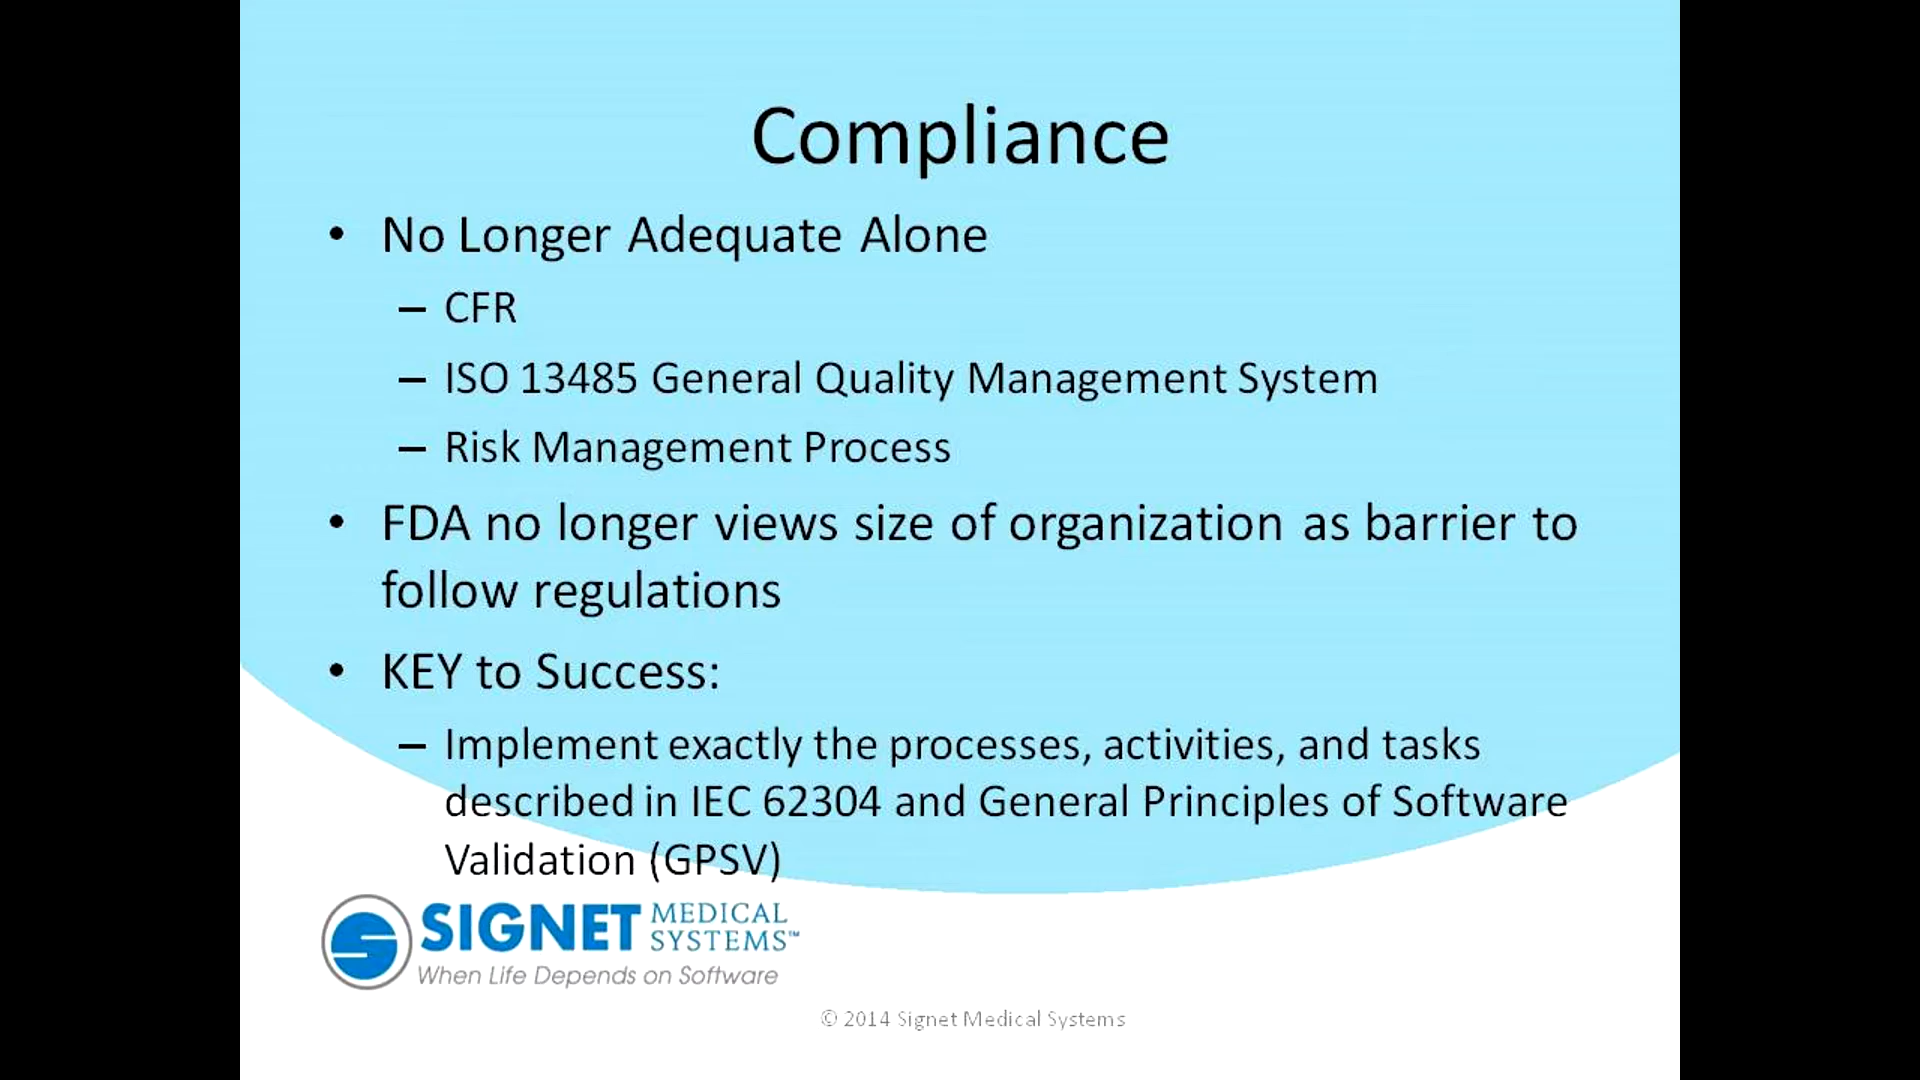 Compliance
• No Longer Adequate Alone
– CFR
– ISO 13485 General Quality Management System
– Risk Management Process
• FDA no longer views size of organization as barrier to
follow regulations
• KEY to Success:
– Implement exactly the processes, activities, and tasks
described in IEC 62304 and General Principles of Software
Validation (GPSV)
SIGNET MEDICAL
SYSTEMS™
When Life Depends on Software
© 2014 Signet Medical Systems